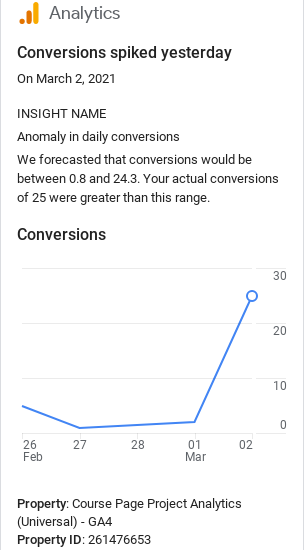 Analytics
Conversions spiked yesterday
On March 2, 2021
INSIGHT NAME
Anomaly in daily conversions
We forecasted that conversions would be
between 0.8 and 24.3. Your actual conversions
of 25 were greater than this range.
Conversions
30
20
10
0
26 27 28 01 02
Feb Mar
Property: Course Page Project Analytics
(Universal) - GA4
Property ID: 261476653